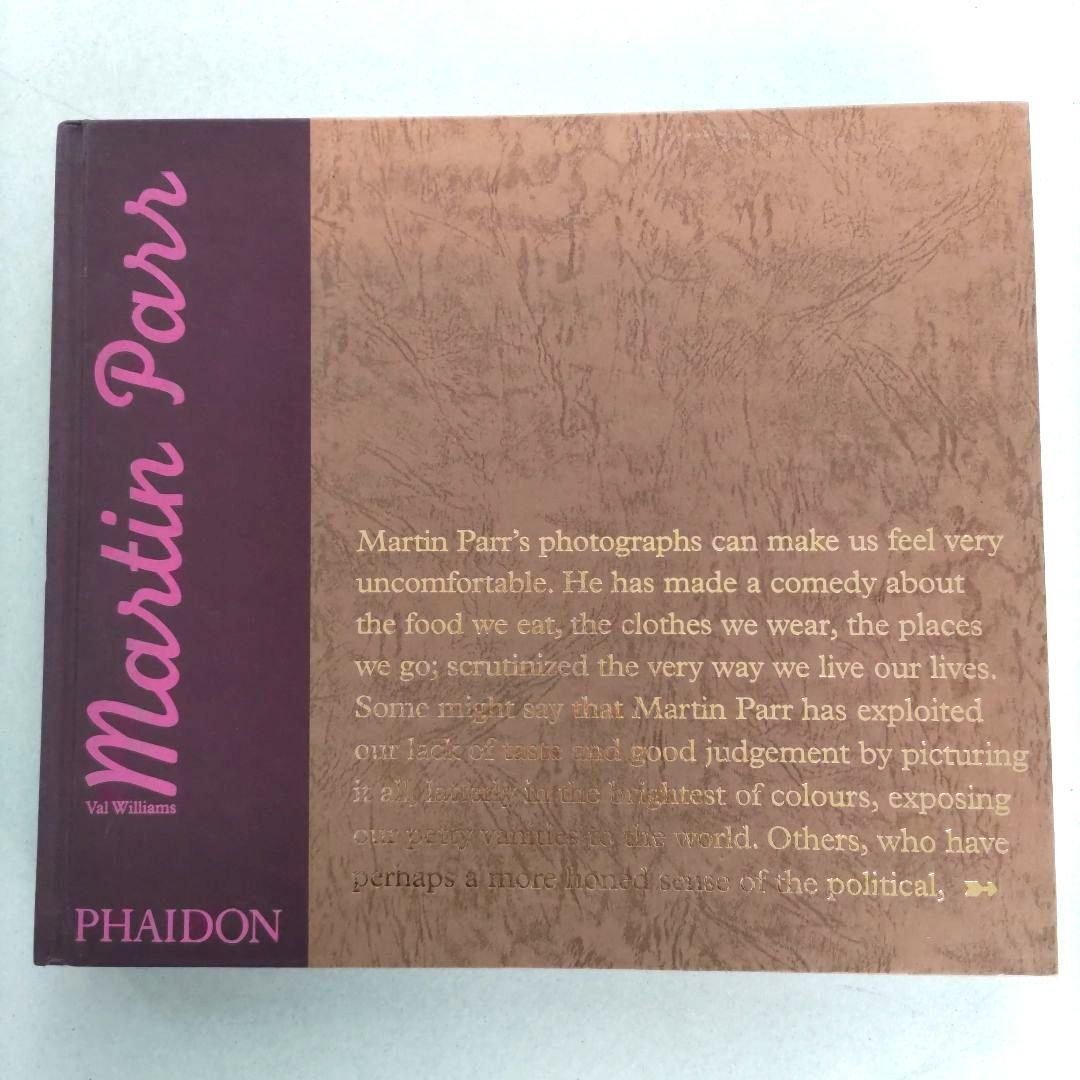 Martin Parr
Val Williams
PHAIDON
Martin Parr's photographs can make us feel very
uncomfortable. He has made a comedy about
the food we eat, the clothes we wear, the places
we go; scrutinized the very way we live our lives.
Some might say that Martin Parr has exploited
our lack of taste and good judgement by picturing
it all, latterly in the brightest of colours, exposing
our petty vanities to the world. Others, who have
perhaps a more honed sense of the political,